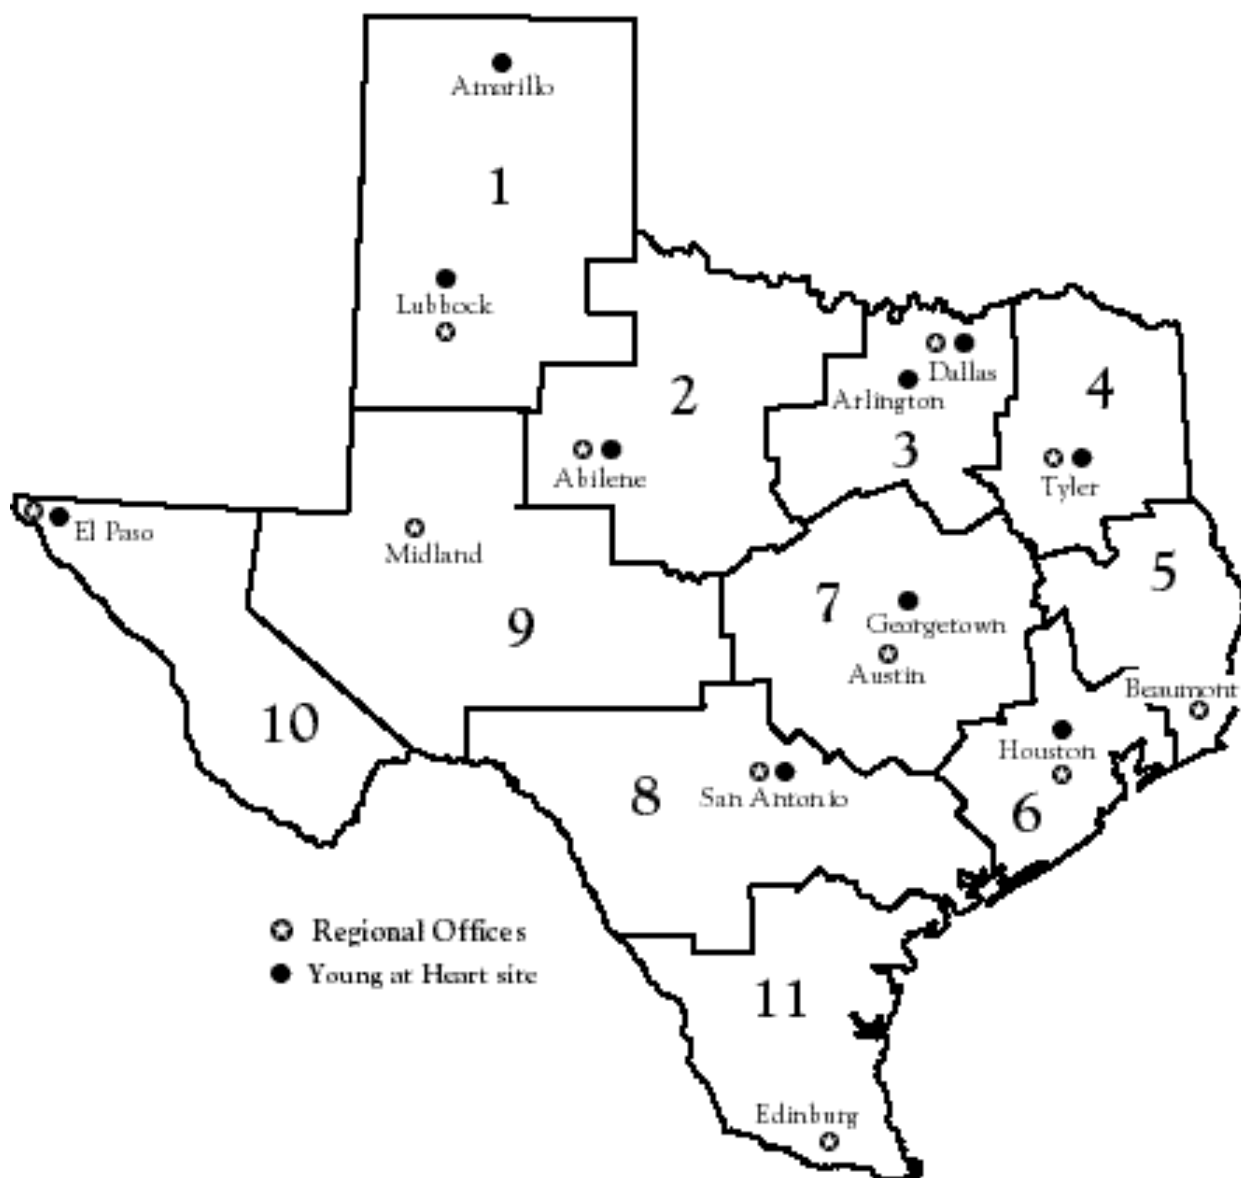 Amarillo
1
Lubbock
2
Dallas
Arlington
4
3
Abilene
Tyler
El Paso
Midland
5
7
9
Georgetown
Austin
Beaumont
10
Houston
8
San Antonio
6
Regional Offices
Young at Heart site
11
Edinburg